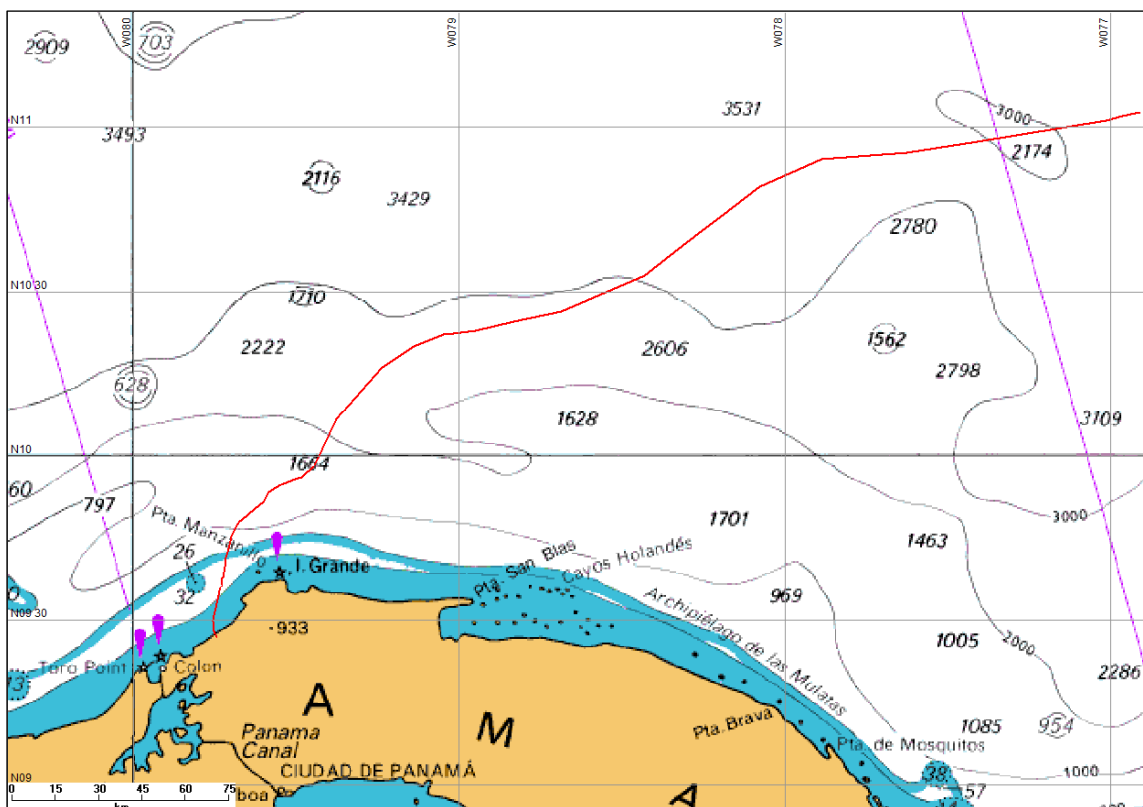 W080
W079
W078
W077
2909
703
3531
3000
N11
3493
2174
2116
3429
2780
N10 30
1710
2222
2606
1562
2798
628
1628
3109
N10
1664
60
797
Pta. Manzanillo
1701
3000
1463
26
I. Grande
Pta. San Blas
Cayos Holandés
32
969
Archipiélago de las Mulatas
N09 30
-933
1005
2000
Toro Point
Colon
2286
13
A
M
Pta. Brava
1085
954
Panama
Canal
Pta. de Mosquitos
CIUDAD DE PANAMÁ
38
1000
N09
57
0 15 30 45 60 75
km
boa
A